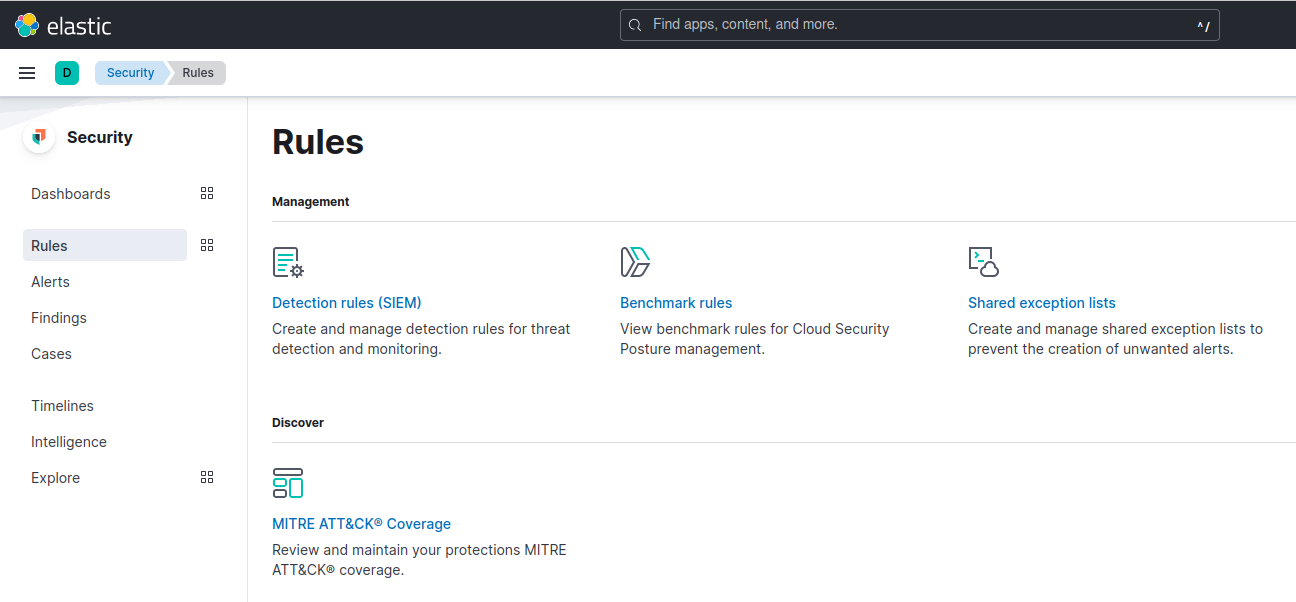 elastic
Find apps, content, and more.
^/
D
Security
Rules
Security
Dashboards
Rules
Alerts
Findings
Cases
Timelines
Intelligence
Explore
Rules
Management
Detection rules (SIEM)
Create and manage detection rules for threat
detection and monitoring.
Benchmark rules
View benchmark rules for Cloud Security
Posture management.
Shared exception lists
Create and manage shared exception lists to
prevent the creation of unwanted alerts.
Discover
MITRE ATT&CK® Coverage
Review and maintain your protections MITRE
ATT&CK® coverage.